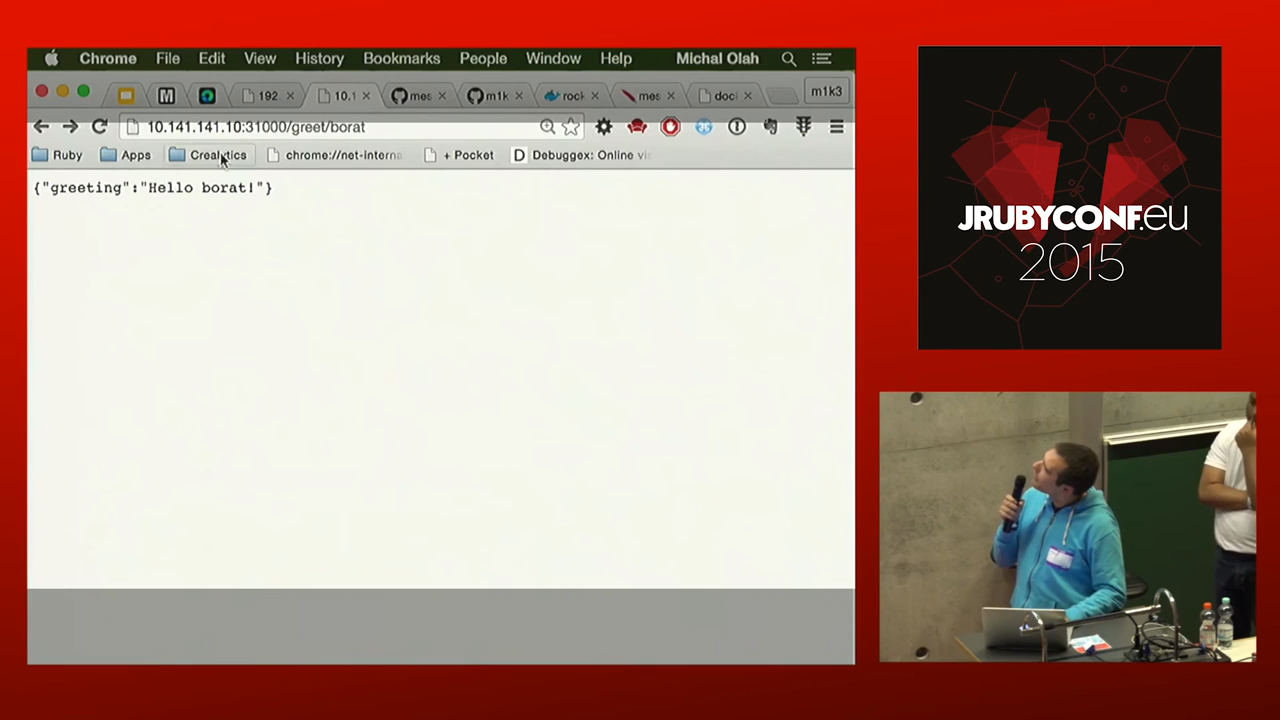 Chrome File Edit View History Bookmarks People Window Help Michal Olah
192 10.1 mes m1k rock mes doc m1k3
10.141.141.10:31000/greet/borat
Ruby Apps Crealytics chrome://net-interna + Pocket D Debuggex: Online vi
{"greeting":"Hello borat!"}
JRUBYCONF.eu
2015